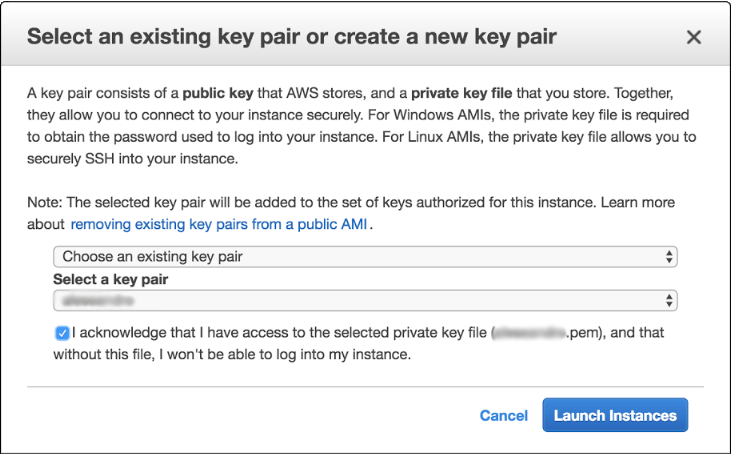 Select an existing key pair or create a new key pair
A key pair consists of a public key that AWS stores, and a private key file that you store. Together,
they allow you to connect to your instance securely. For Windows AMIs, the private key file is required
to obtain the password used to log into your instance. For Linux AMIs, the private key file allows you to
securely SSH into your instance.
Note: The selected key pair will be added to the set of keys authorized for this instance. Learn more
about removing existing key pairs from a public AMI.
Choose an existing key pair
Select a key pair
I acknowledge that I have access to the selected private key file (.pem), and that
without this file, I won't be able to log into my instance.
Cancel Launch Instances